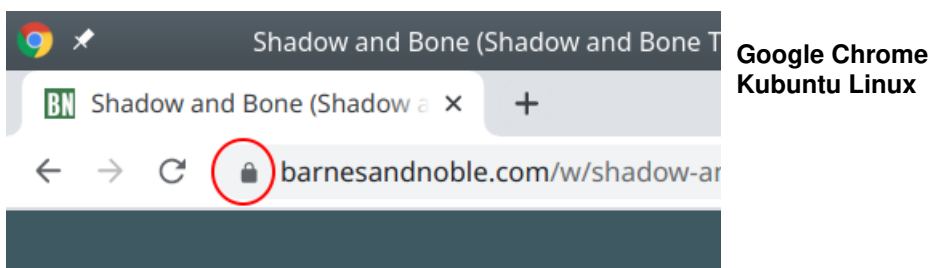 Shadow and Bone (Shadow and Bone T
BN Shadow and Bone (Shadow a
barnesandnoble.com/w/shadow-ar
Google Chrome
Kubuntu Linux